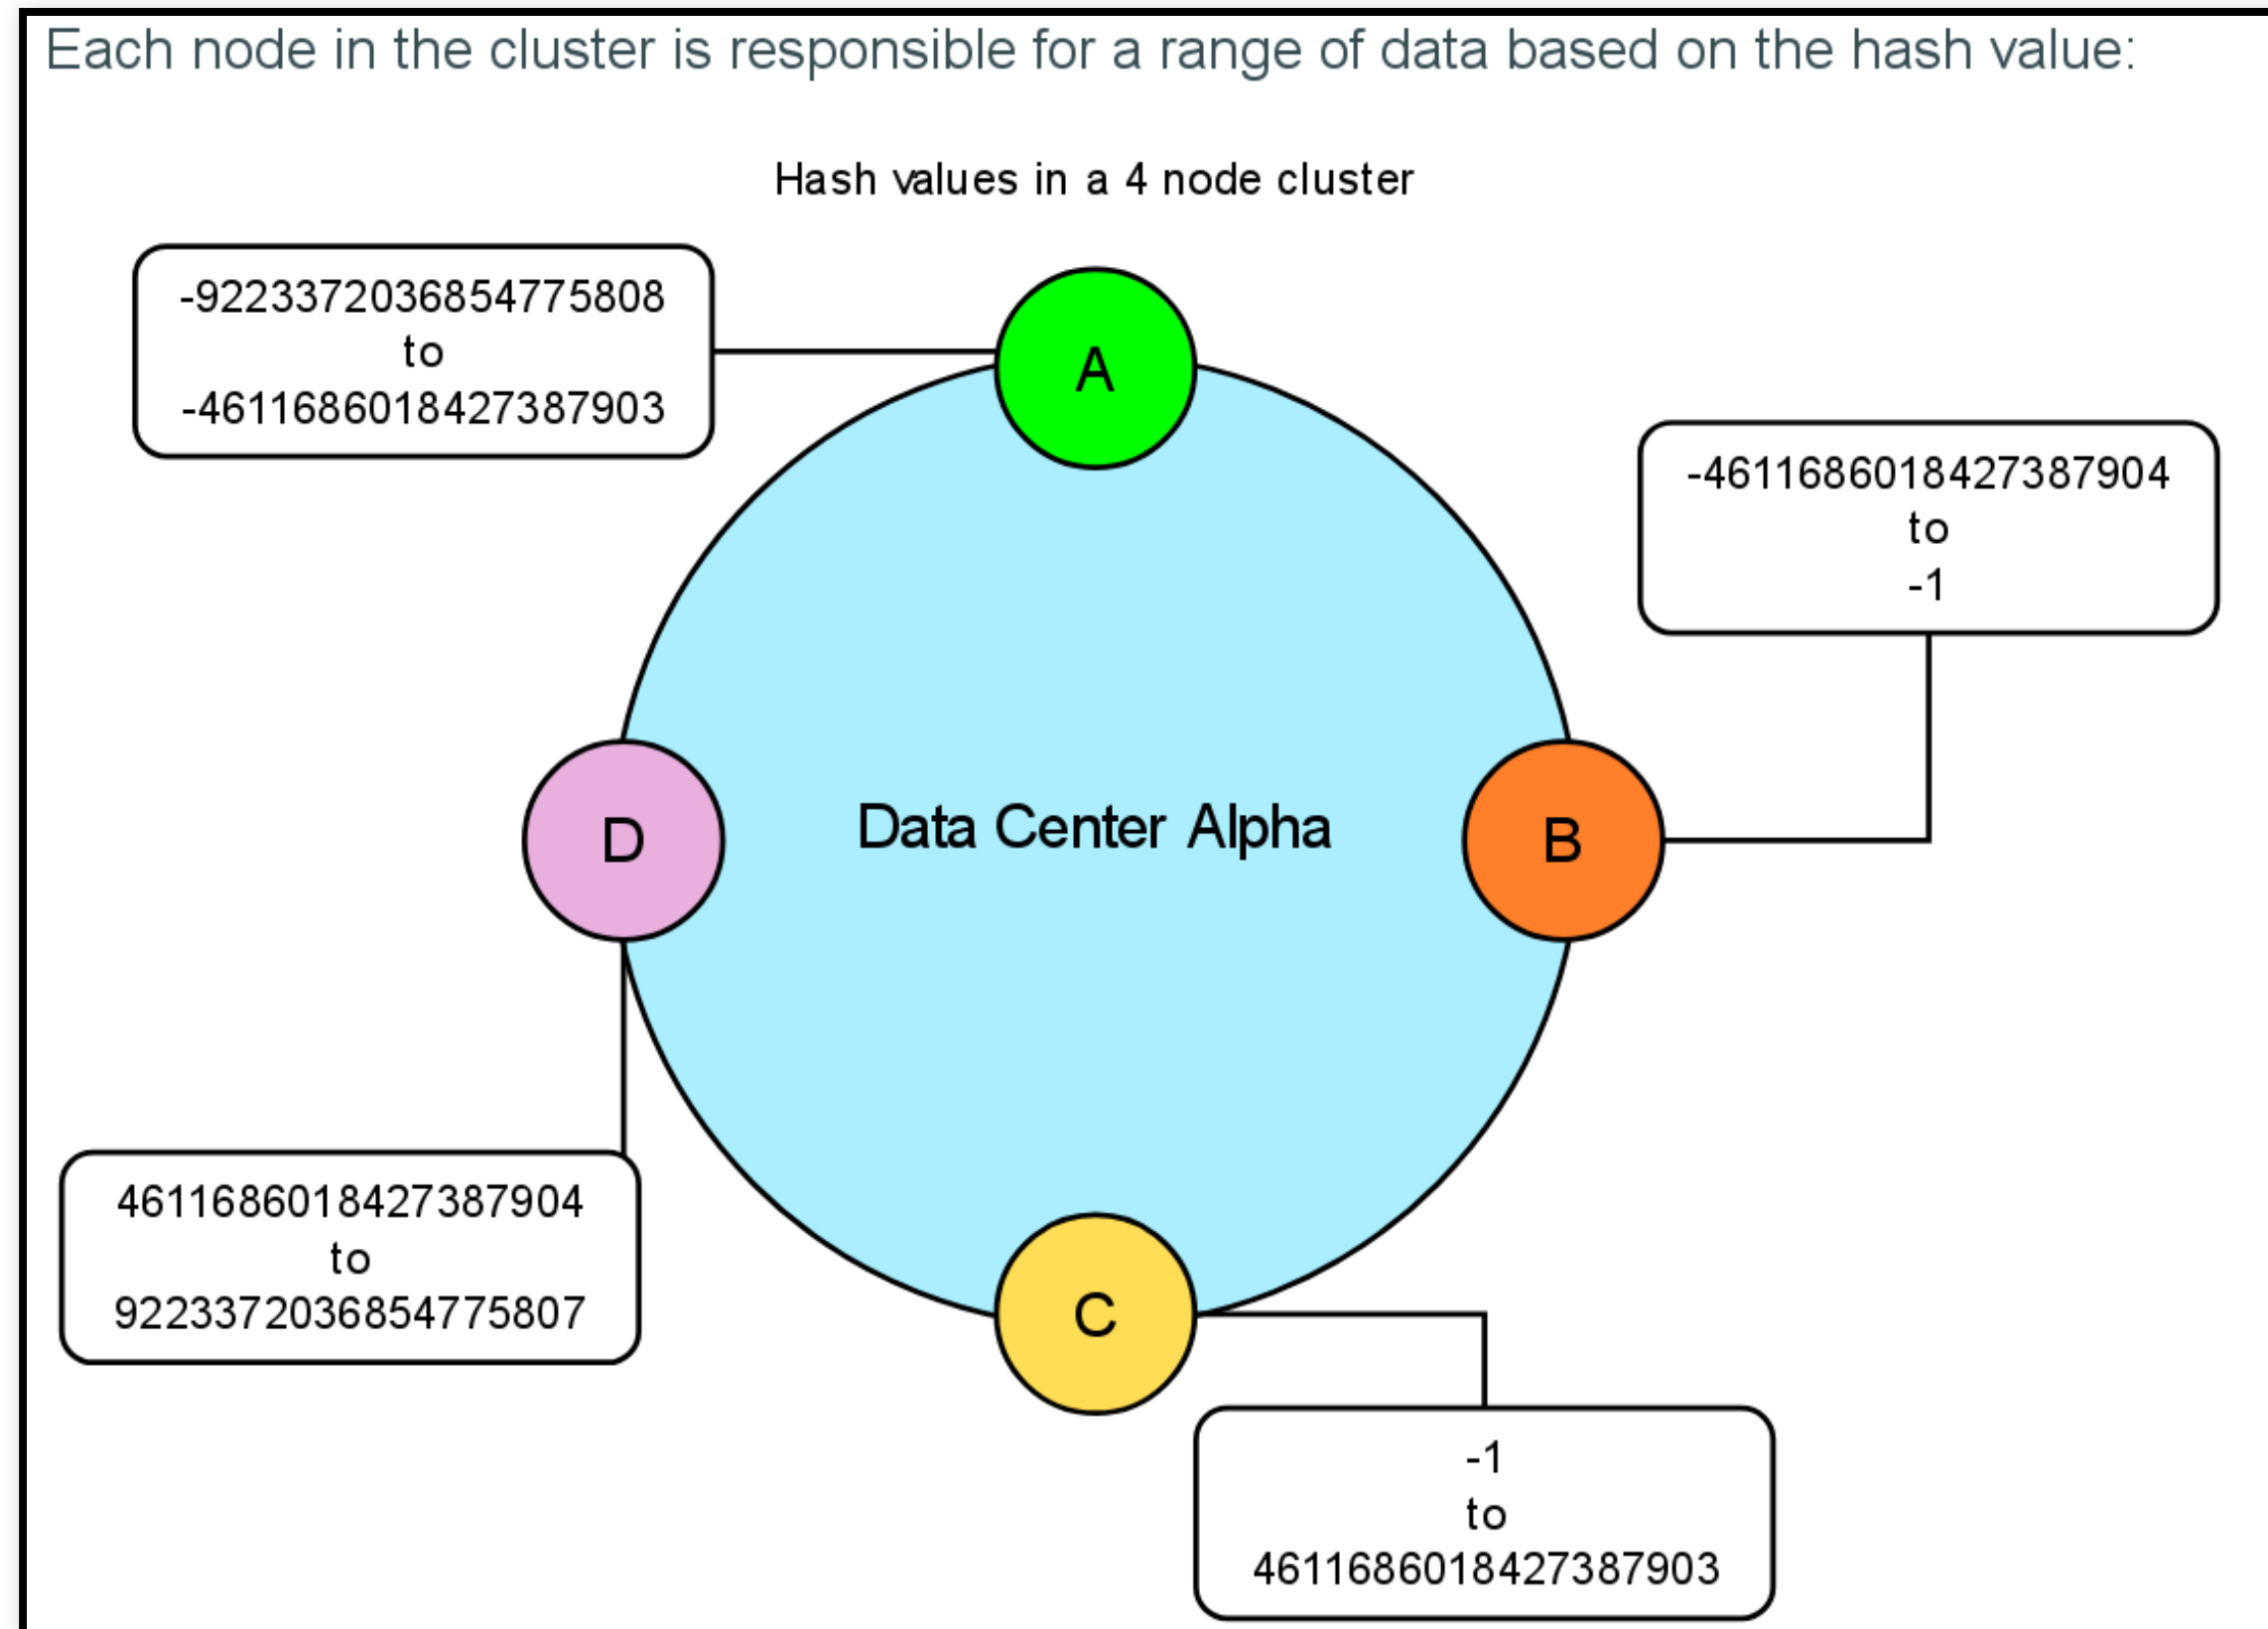 Each node in the cluster is responsible for a range of data based on the hash value:
Hash values in a 4 node cluster
-9223372036854775808
to
-4611686018427387903
A
-4611686018427387904
to
-1
D
Data Center Alpha
B
4611686018427387904
to
9223372036854775807
C
-1
to
4611686018427387903